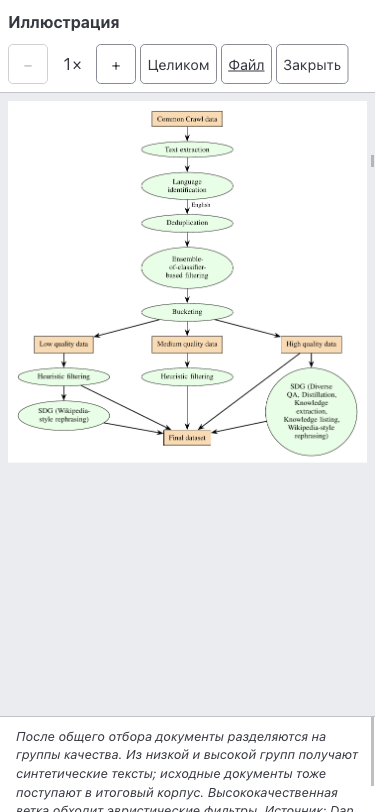 Иллюстрация
− 1× + Целиком Файл Закрыть
Common Crawl data
Text extraction
Language
identification
English
Deduplication
Ensemble-
of-classifier-
based filtering
Bucketing
Low quality data
Medium quality data
High quality data
Heuristic filtering
Heuristic filtering
SDG (Wikipedia-
style rephrasing)
SDG (Diverse
QA, Distillation,
Knowledge
extraction,
Knowledge listing,
Wikipedia-style
rephrasing)
Final dataset
После общего отбора документы разделяются на
группы качества. Из низкой и высокой групп получают
синтетические тексты; исходные документы тоже
поступают в итоговый корпус. Высококачественная
ветка обходит эвристические фильтры. Источник: Dan